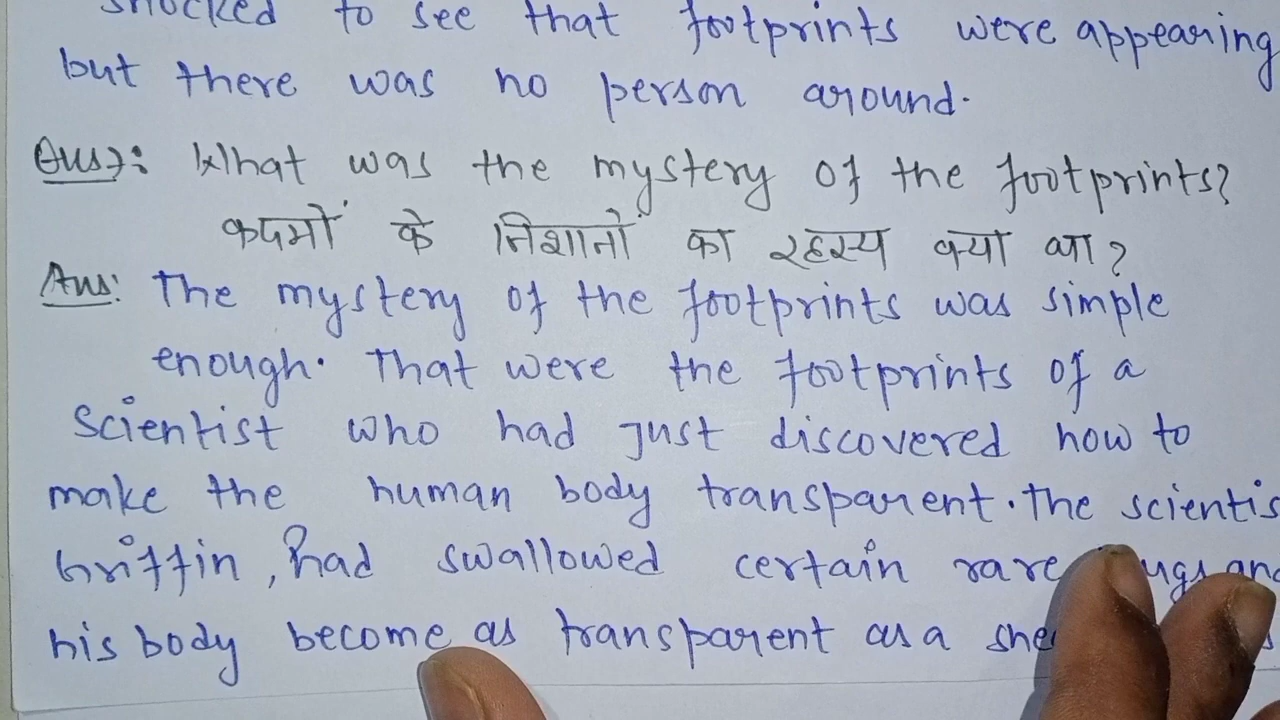 shocked to see that footprints were appearing
but there was no person around.
Qus7: What was the mystery of the footprints?
कदमों के निशानों का रहस्य क्या था?
Ans: The mystery of the footprints was simple
enough. That were the footprints of a
Scientist who had just discovered how to
make the human body transparent. The
Griffin, had swallowed certain rare
his body become as transparent as a